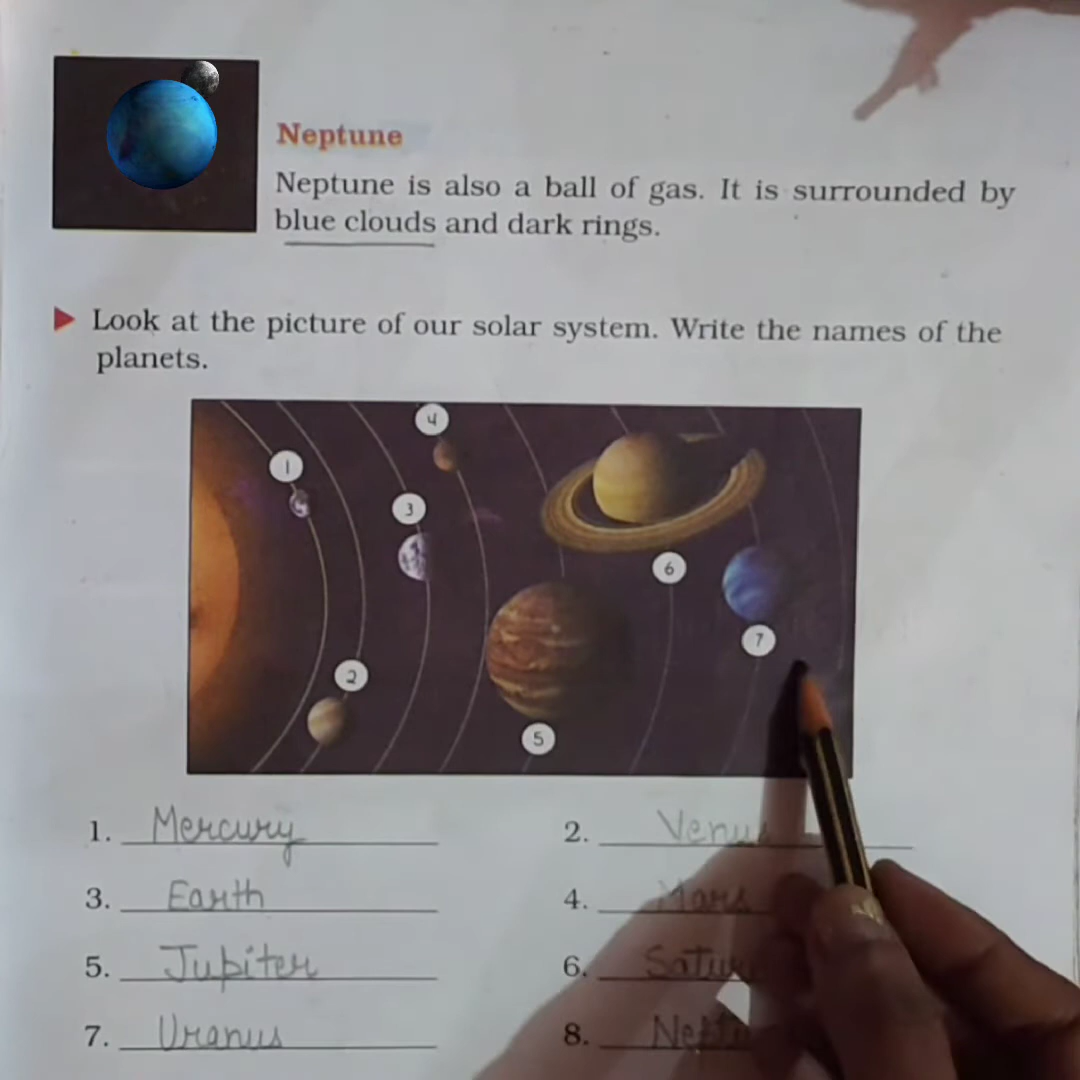 Neptune
Neptune is also a ball of gas. It is surrounded by
blue clouds and dark rings.
Look at the picture of our solar system. Write the names of the
planets.
4
1
3
6
7
2
5
1. Mercury
2. Venus
3. Earth
4. Mars
5. Jupiter
6.
7. Uranus
8.